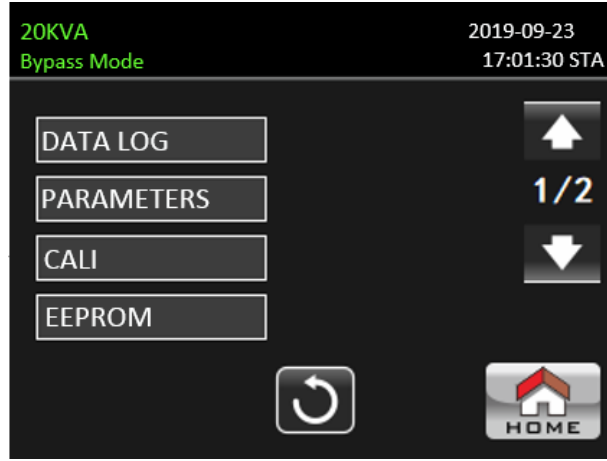 20KVA
2019-09-23
Bypass Mode
17:01:30 STA
DATA LOG
PARAMETERS
1/2
CALI
EEPROM
HOME